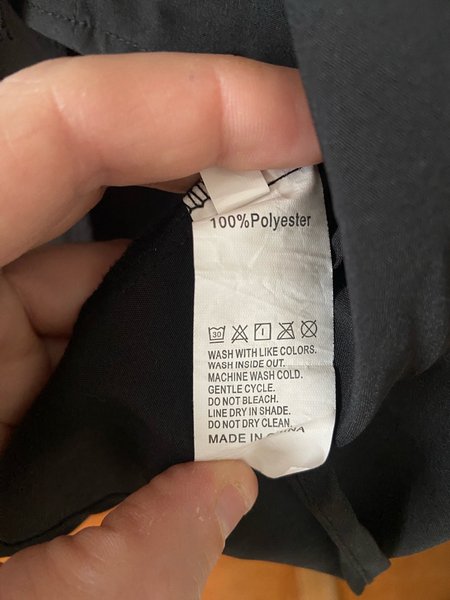 100%Polyester
30
WASH WITH LIKE COLORS.
WASH INSIDE OUT.
MACHINE WASH COLD.
GENTLE CYCLE.
DO NOT BLEACH.
LINE DRY IN SHADE.
DO NOT DRY CLEAN.
MADE IN CHINA